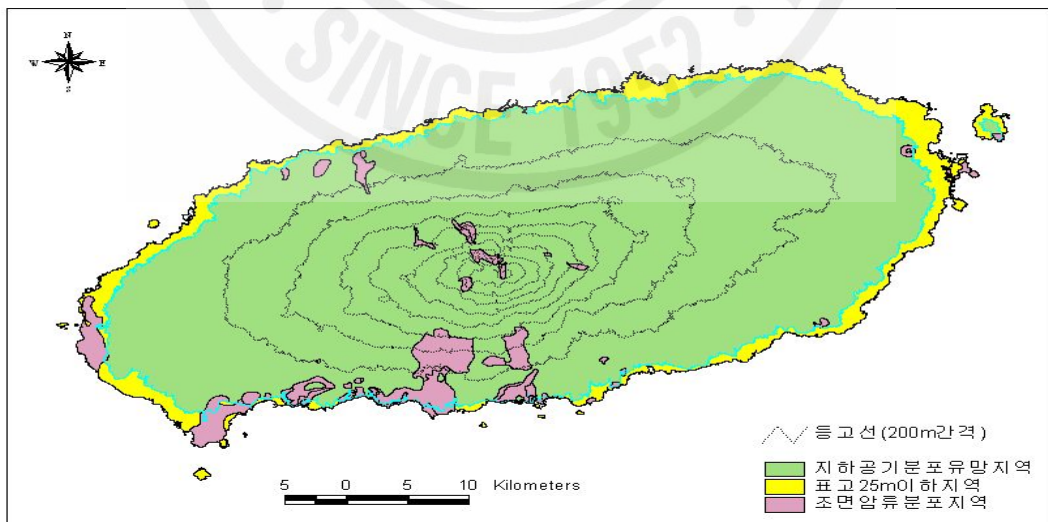 SINCE 1952
N
W E
S
등고선(200m간격)
지하공기분포유망지역
표고25m이하지역
조면암류분포지역
5 0 5 10 Kilometers